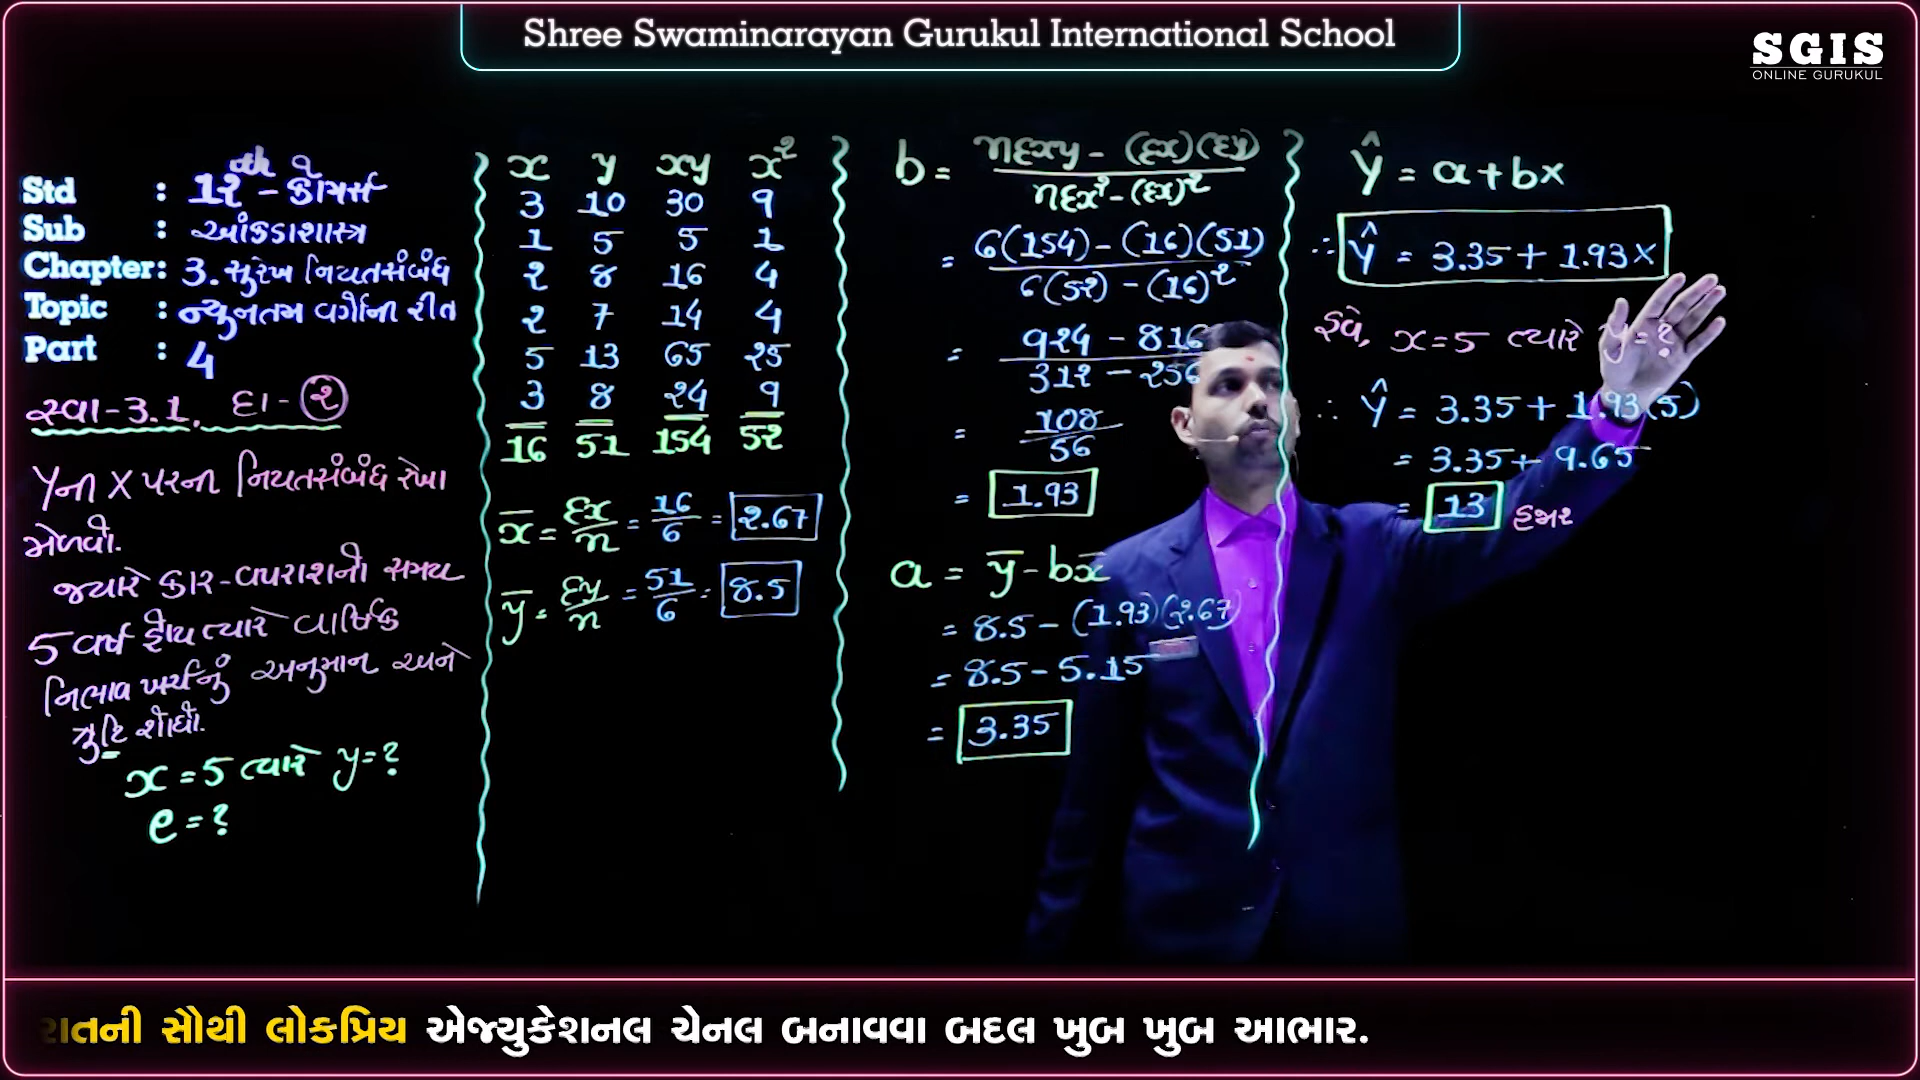 Shree Swaminarayan Gurukul International School
SGIS
ONLINE GURUKUL
Std : 12th - કોમર્સ
Sub : આંકડાશાસ્ત્ર
Chapter : 3. સુરેખ નિયતસંબંધ
Topic : ન્યુનતમ વર્ગોની રીત
Part : 4
સ્વા-3.1, દા-૨
Yની X પરની નિયતસંબંધ રેખા
મેળવો.
જ્યારે કાર-વપરાશનો સમય
5 વર્ષ હોય ત્યારે વાર્ષિક
નિભાવ ખર્ચનું અનુમાન અને
ત્રુટિ શોધો.
x = 5 ત્યારે y = ?
e = ?
x y xy x²
3 10 30 9
1 5 5 1
2 8 16 4
2 7 14 4
5 13 65 25
3 8 24 9
16 51 154 52
x̄ = Σx/n = 16/6 = 2.67
ȳ = Σy/n = 51/6 = 8.5
b = nΣxy - (Σx)(Σy) / nΣx² - (Σx)²
= 6(154) - (16)(51) / 6(52) - (16)²
= 924 - 816 / 312 - 256
= 108 / 56
= 1.93
a = ȳ - bx̄
= 8.5 - (1.93)(2.67)
= 8.5 - 5.15
= 3.35
Ŷ = a + bx
∴ Ŷ = 3.35 + 1.93x
હવે, x = 5 ત્યારે y = ?
∴ Ŷ = 3.35 + 1.93(5)
= 3.35 + 9.65
= 13 હજાર
રાતની સૌથી લોકપ્રિય એજ્યુકેશનલ ચેનલ બનાવવા બદલ ખુબ ખુબ આભાર.